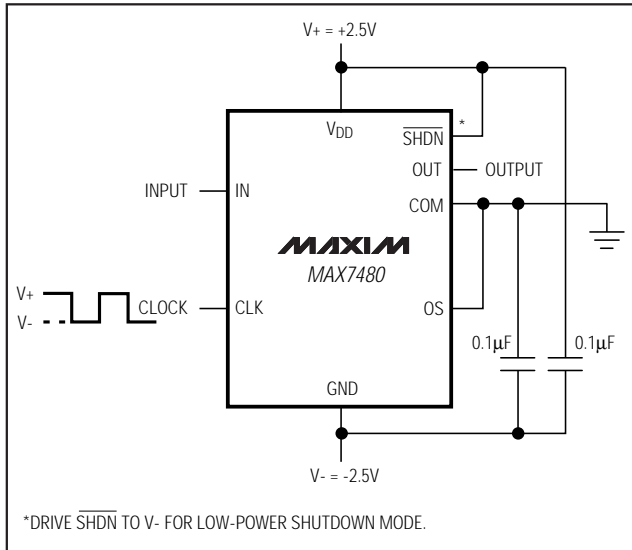 V+ = +2.5V
VDD
*
SHDN
OUT
OUTPUT
INPUT
IN
COM
MAXIM
MAX7480
V+
V-
CLOCK
CLK
OS
0.1µF
0.1µF
GND
V- = -2.5V
*DRIVE SHDN TO V- FOR LOW-POWER SHUTDOWN MODE.